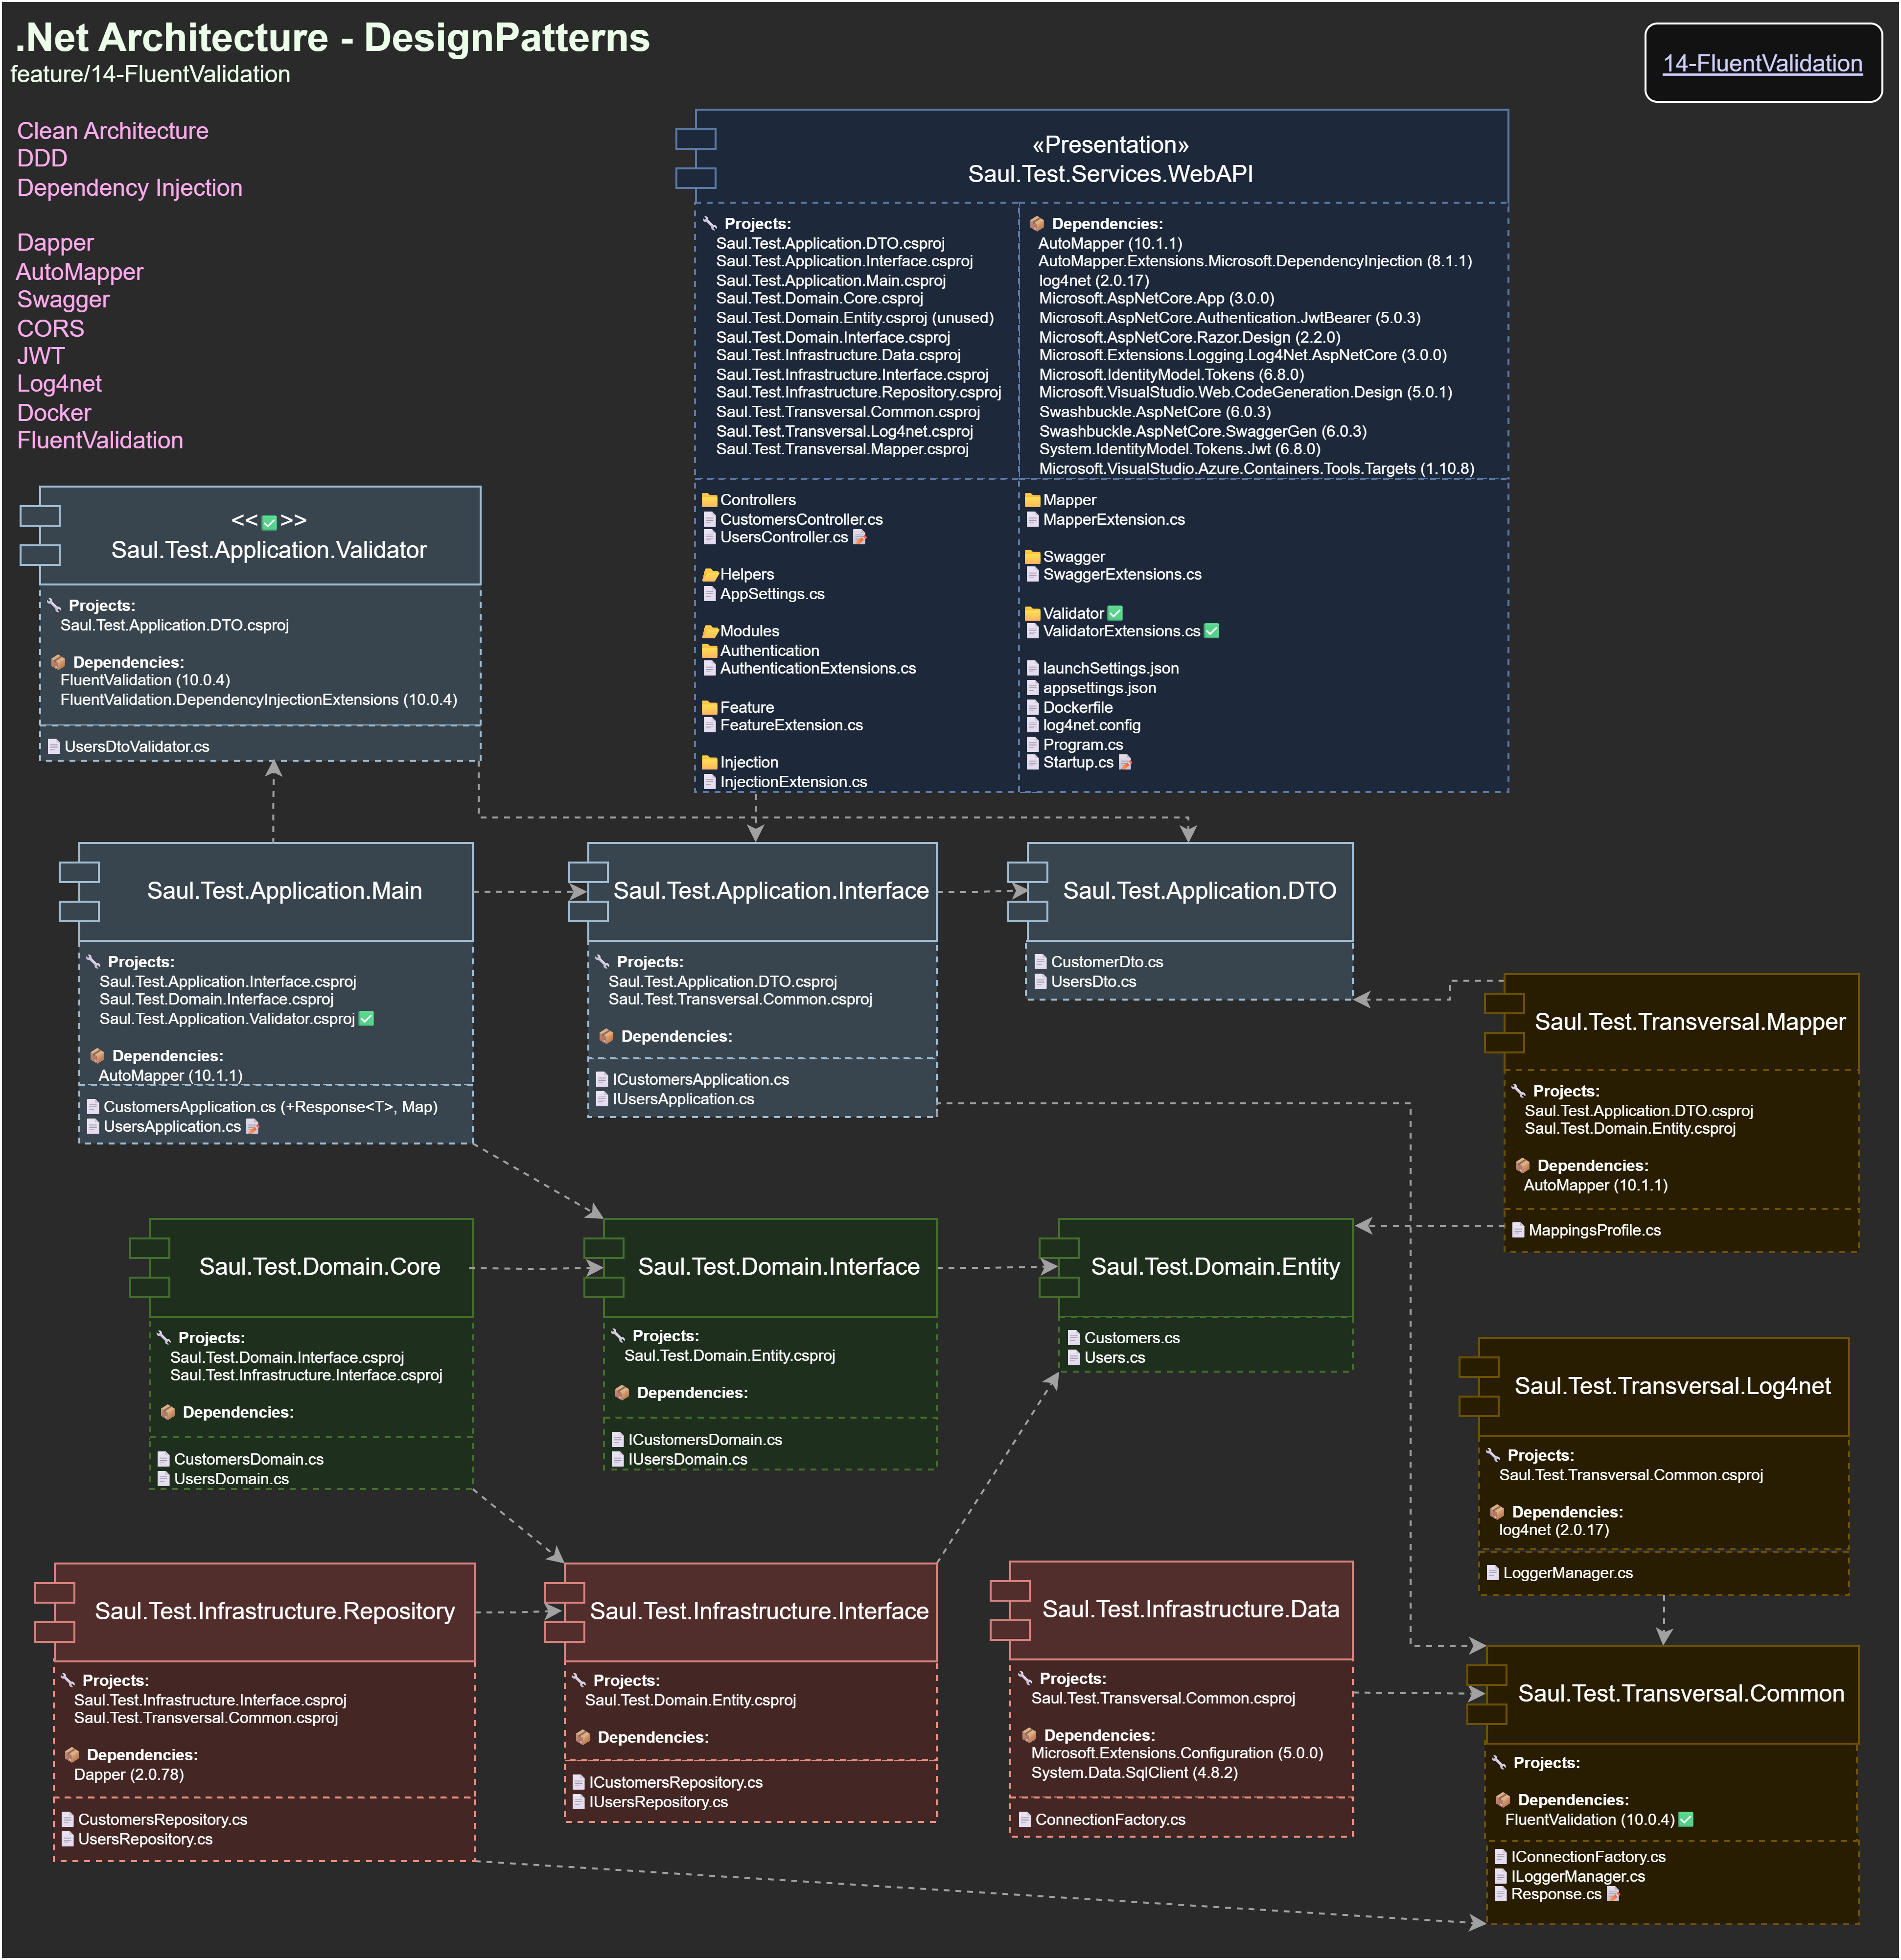 .Net Architecture - DesignPatterns
feature/14-FluentValidation
14-FluentValidation
Clean Architecture
DDD
Dependency Injection
Dapper
AutoMapper
Swagger
CORS
JWT
Log4net
Docker
FluentValidation
«Presentation»
Saul.Test.Services.WebAPI
Projects:
Saul.Test.Application.DTO.csproj
Saul.Test.Application.Interface.csproj
Saul.Test.Application.Main.csproj
Saul.Test.Domain.Core.csproj
Saul.Test.Domain.Entity.csproj (unused)
Saul.Test.Domain.Interface.csproj
Saul.Test.Infrastructure.Data.csproj
Saul.Test.Infrastructure.Interface.csproj
Saul.Test.Infrastructure.Repository.csproj
Saul.Test.Transversal.Common.csproj
Saul.Test.Transversal.Log4net.csproj
Saul.Test.Transversal.Mapper.csproj
Dependencies:
AutoMapper (10.1.1)
AutoMapper.Extensions.Microsoft.DependencyInjection (8.1.1)
log4net (2.0.17)
Microsoft.AspNetCore.App (3.0.0)
Microsoft.AspNetCore.Authentication.JwtBearer (5.0.3)
Microsoft.AspNetCore.Razor.Design (2.2.0)
Microsoft.Extensions.Logging.Log4Net.AspNetCore (3.0.0)
Microsoft.IdentityModel.Tokens (6.8.0)
Microsoft.VisualStudio.Web.CodeGeneration.Design (5.0.1)
Swashbuckle.AspNetCore (6.0.3)
Swashbuckle.AspNetCore.SwaggerGen (6.0.3)
System.IdentityModel.Tokens.Jwt (6.8.0)
Microsoft.VisualStudio.Azure.Containers.Tools.Targets (1.10.8)
Controllers
CustomersController.cs
UsersController.cs
Helpers
AppSettings.cs
Modules
Authentication
AuthenticationExtensions.cs
Feature
FeatureExtension.cs
Injection
InjectionExtension.cs
Mapper
MapperExtension.cs
Swagger
SwaggerExtensions.cs
Validator
ValidatorExtensions.cs
launchSettings.json
appsettings.json
Dockerfile
log4net.config
Program.cs
Startup.cs
<<✅>>
Saul.Test.Application.Validator
Projects:
Saul.Test.Application.DTO.csproj
Dependencies:
FluentValidation (10.0.4)
FluentValidation.DependencyInjectionExtensions (10.0.4)
UsersDtoValidator.cs
Saul.Test.Application.Main
Projects:
Saul.Test.Application.Interface.csproj
Saul.Test.Domain.Interface.csproj
Saul.Test.Application.Validator.csproj
Dependencies:
AutoMapper (10.1.1)
CustomersApplication.cs (+Response<T>, Map)
UsersApplication.cs
Saul.Test.Application.Interface
Projects:
Saul.Test.Application.DTO.csproj
Saul.Test.Transversal.Common.csproj
Dependencies:
ICustomersApplication.cs
IUsersApplication.cs
Saul.Test.Application.DTO
CustomerDto.cs
UsersDto.cs
Saul.Test.Transversal.Mapper
Projects:
Saul.Test.Application.DTO.csproj
Saul.Test.Domain.Entity.csproj
Dependencies:
AutoMapper (10.1.1)
MappingsProfile.cs
Saul.Test.Domain.Core
Projects:
Saul.Test.Domain.Interface.csproj
Saul.Test.Infrastructure.Interface.csproj
Dependencies:
CustomersDomain.cs
UsersDomain.cs
Saul.Test.Domain.Interface
Projects:
Saul.Test.Domain.Entity.csproj
Dependencies:
ICustomersDomain.cs
IUsersDomain.cs
Saul.Test.Domain.Entity
Customers.cs
Users.cs
Saul.Test.Transversal.Log4net
Projects:
Saul.Test.Transversal.Common.csproj
Dependencies:
log4net (2.0.17)
LoggerManager.cs
Saul.Test.Infrastructure.Repository
Projects:
Saul.Test.Infrastructure.Interface.csproj
Saul.Test.Transversal.Common.csproj
Dependencies:
Dapper (2.0.78)
CustomersRepository.cs
UsersRepository.cs
Saul.Test.Infrastructure.Interface
Projects:
Saul.Test.Domain.Entity.csproj
Dependencies:
ICustomersRepository.cs
IUsersRepository.cs
Saul.Test.Infrastructure.Data
Projects:
Saul.Test.Transversal.Common.csproj
Dependencies:
Microsoft.Extensions.Configuration (5.0.0)
System.Data.SqlClient (4.8.2)
ConnectionFactory.cs
Saul.Test.Transversal.Common
Projects:
Dependencies:
FluentValidation (10.0.4)
IConnectionFactory.cs
ILoggerManager.cs
Response.cs